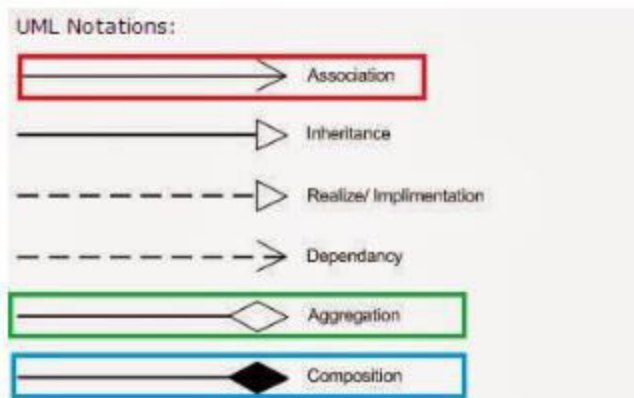 UML Notations:
Association
Inheritance
Realize/ Implimentation
Dependancy
Aggregation
Composition